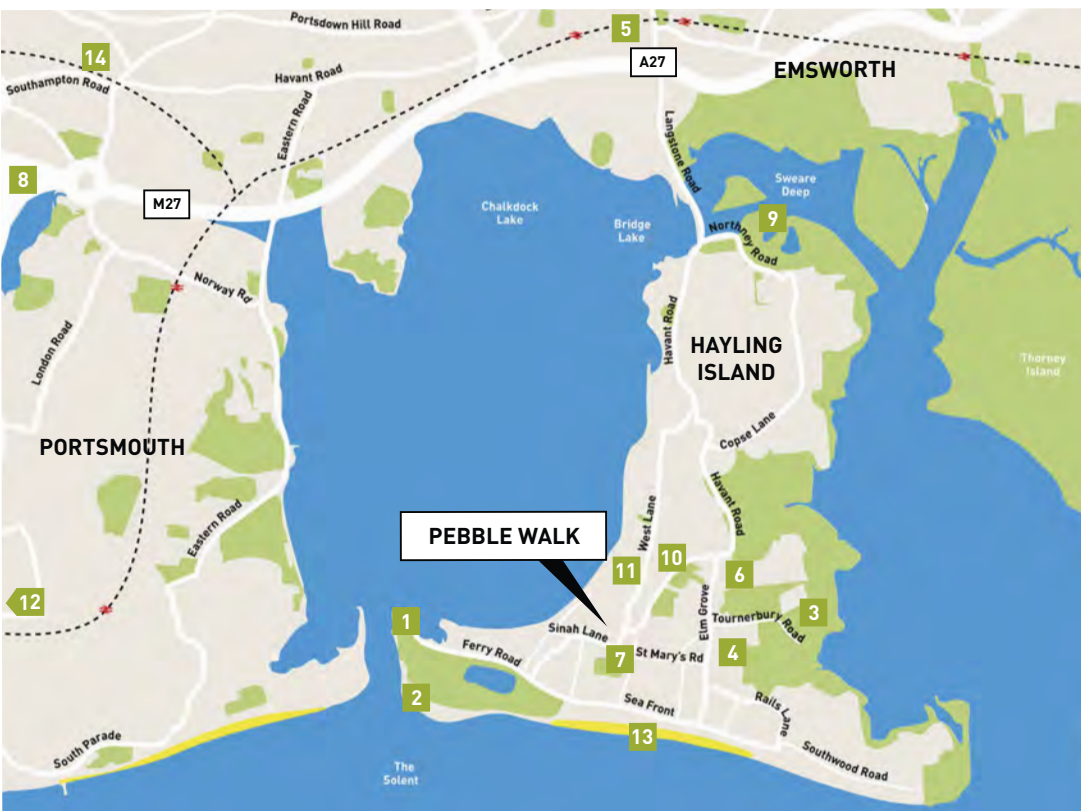 Portsdown Hill Road
5
14
A27
EMSWORTH
Southampton Road
Havant Road
Eastern Road
Langstone Road
8
M27
Sweare
Deep
Chalkdock
Lake
Bridge
Lake
9
Northney Road
Norway Rd
London Road
Havant Road
HAYLING
ISLAND
Thorney
Island
PORTSMOUTH
Copse Lane
Havant Road
West Lane
Eastern Road
PEBBLE WALK
10
11
6
12
Elm Grove
3
Tournerbury Road
1
Sinah Lane
Ferry Road
7
St Mary's Rd
4
2
Sea Front
Rails Lane
13
South Parade
Southwood Road
The
Solent